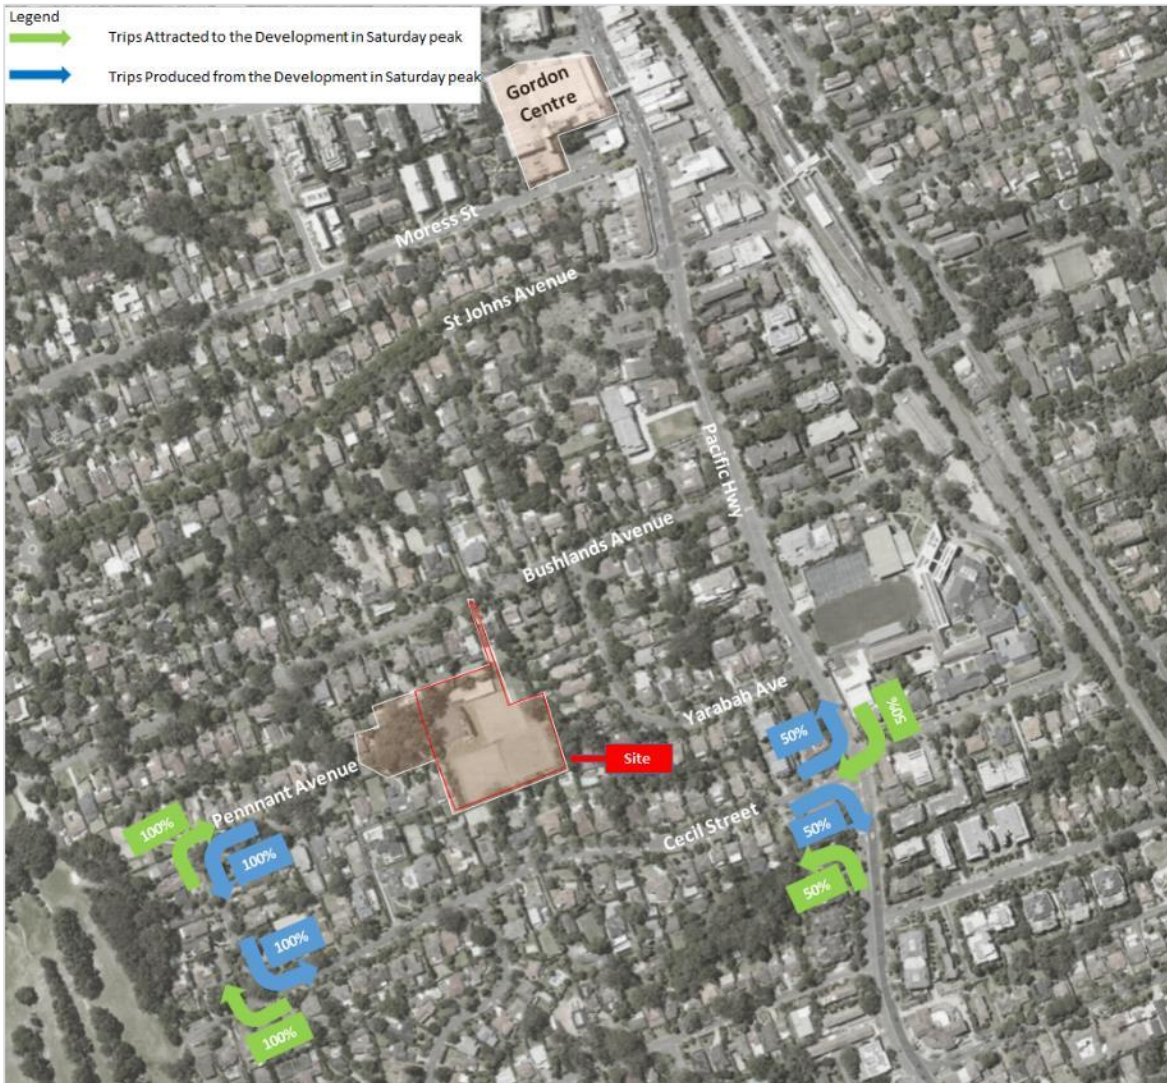 Legend
Trips Attracted to the Development in Saturday peak
Trips Produced from the Development in Saturday peak
Gordon
Centre
Moress St
St Johns Avenue
Pacific Hwy
Bushlands Avenue
Yarabah Ave
50%
50%
Site
Pennnant Avenue
Cecil Street
100%
100%
50%
50%
100%
100%